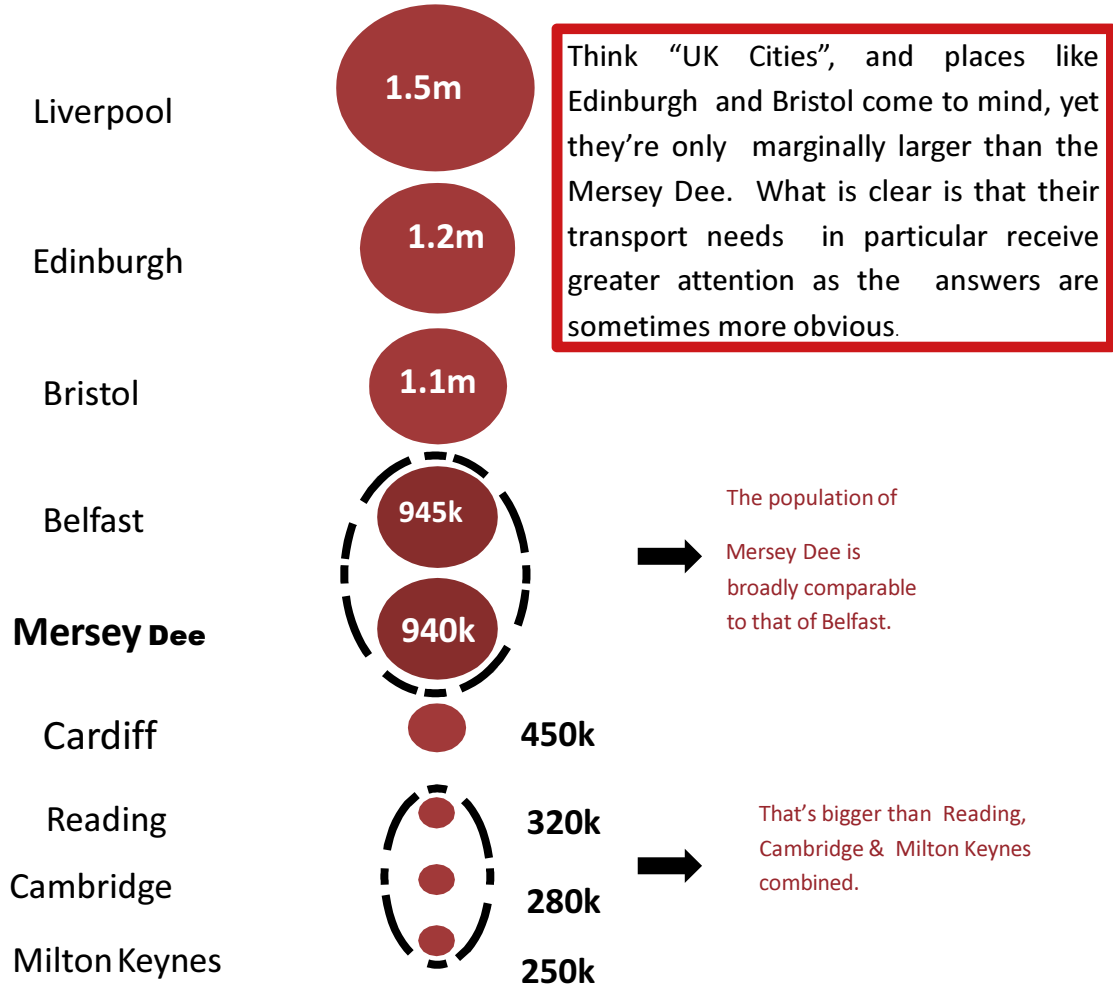 Liverpool
1.5m
Think “UK Cities”, and places like
Edinburgh and Bristol come to mind, yet
they’re only marginally larger than the
Mersey Dee. What is clear is that their
transport needs in particular receive
greater attention as the answers are
sometimes more obvious.
Edinburgh
1.2m
Bristol
1.1m
Belfast
945k
The population of
Mersey Dee is
broadly comparable
to that of Belfast.
Mersey Dee
940k
Cardiff
450k
Reading
320k
That’s bigger than Reading,
Cambridge & Milton Keynes
combined.
Cambridge
280k
Milton Keynes
250k